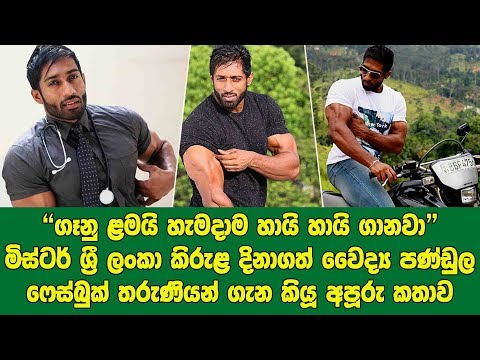 “ගෑනු ළමයි හැමදාම හායි හායි ගානවා”
මිස්ටර් ශ්‍රී ලංකා කිරුළ දිනාගත් වෛද්‍ය පණ්ඩුල
ෆෙස්බුක් තරුණියන් ගැන කියූ අපූරු කතාව